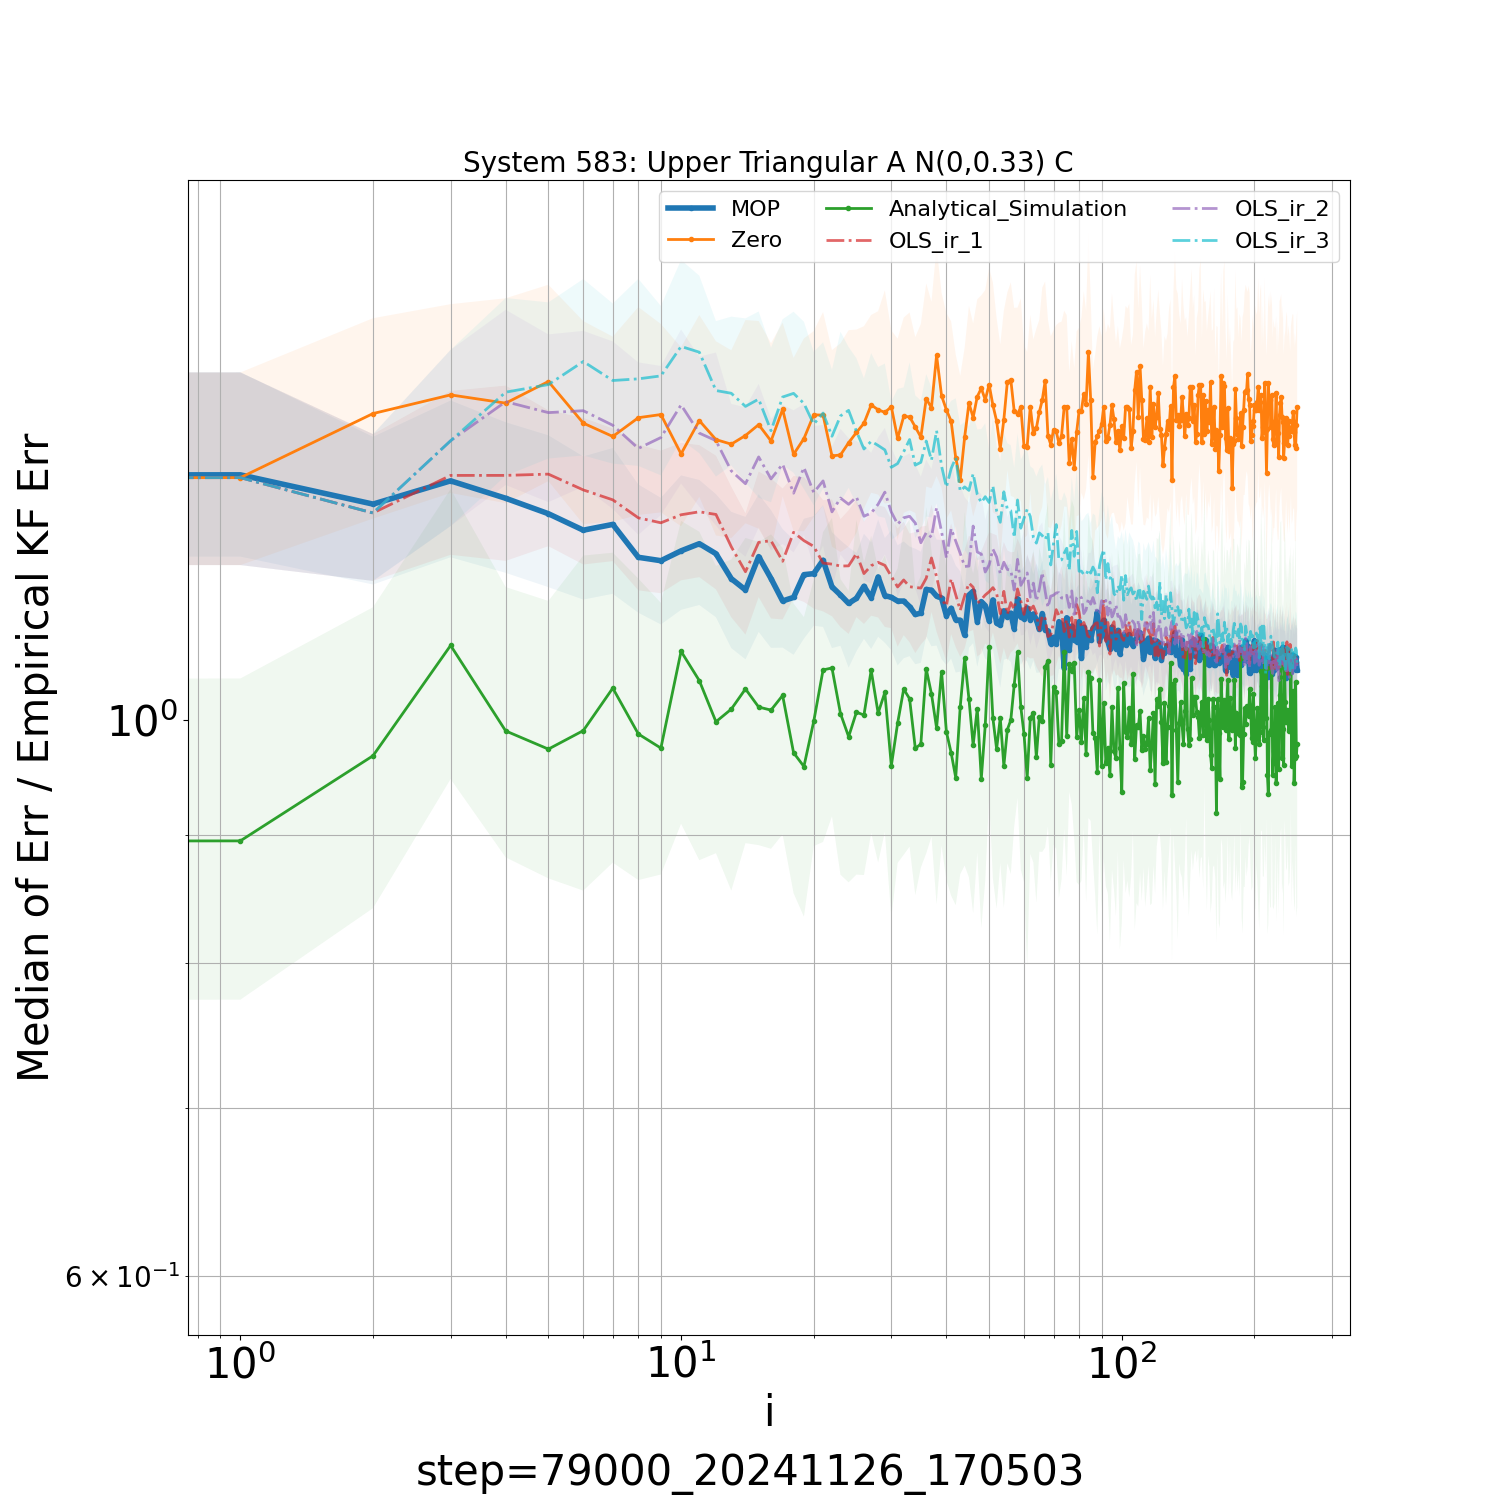 System 583: Upper Triangular A N(0,0.33) C
MOP
Zero
Analytical_Simulation
OLS_ir_1
OLS_ir_2
OLS_ir_3
Median of Err / Empirical KF Err
10⁰
6 × 10⁻¹
10⁰ 10¹ 10²
i
step=79000_20241126_170503